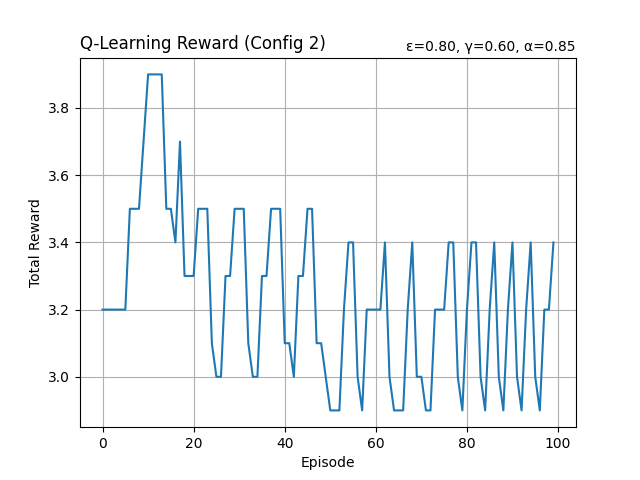 Q-Learning Reward (Config 2)
ε=0.80, γ=0.60, α=0.85
Total Reward
3.8
3.6
3.4
3.2
3.0
0 20 40 60 80 100
Episode